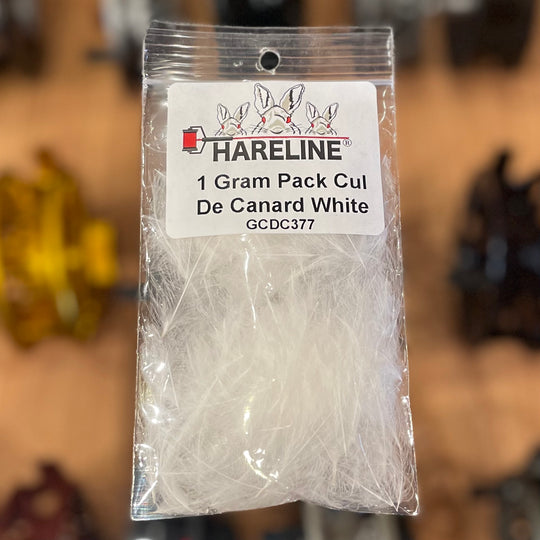 HARELINE®
1 Gram Pack Cul
De Canard White
GCDC377